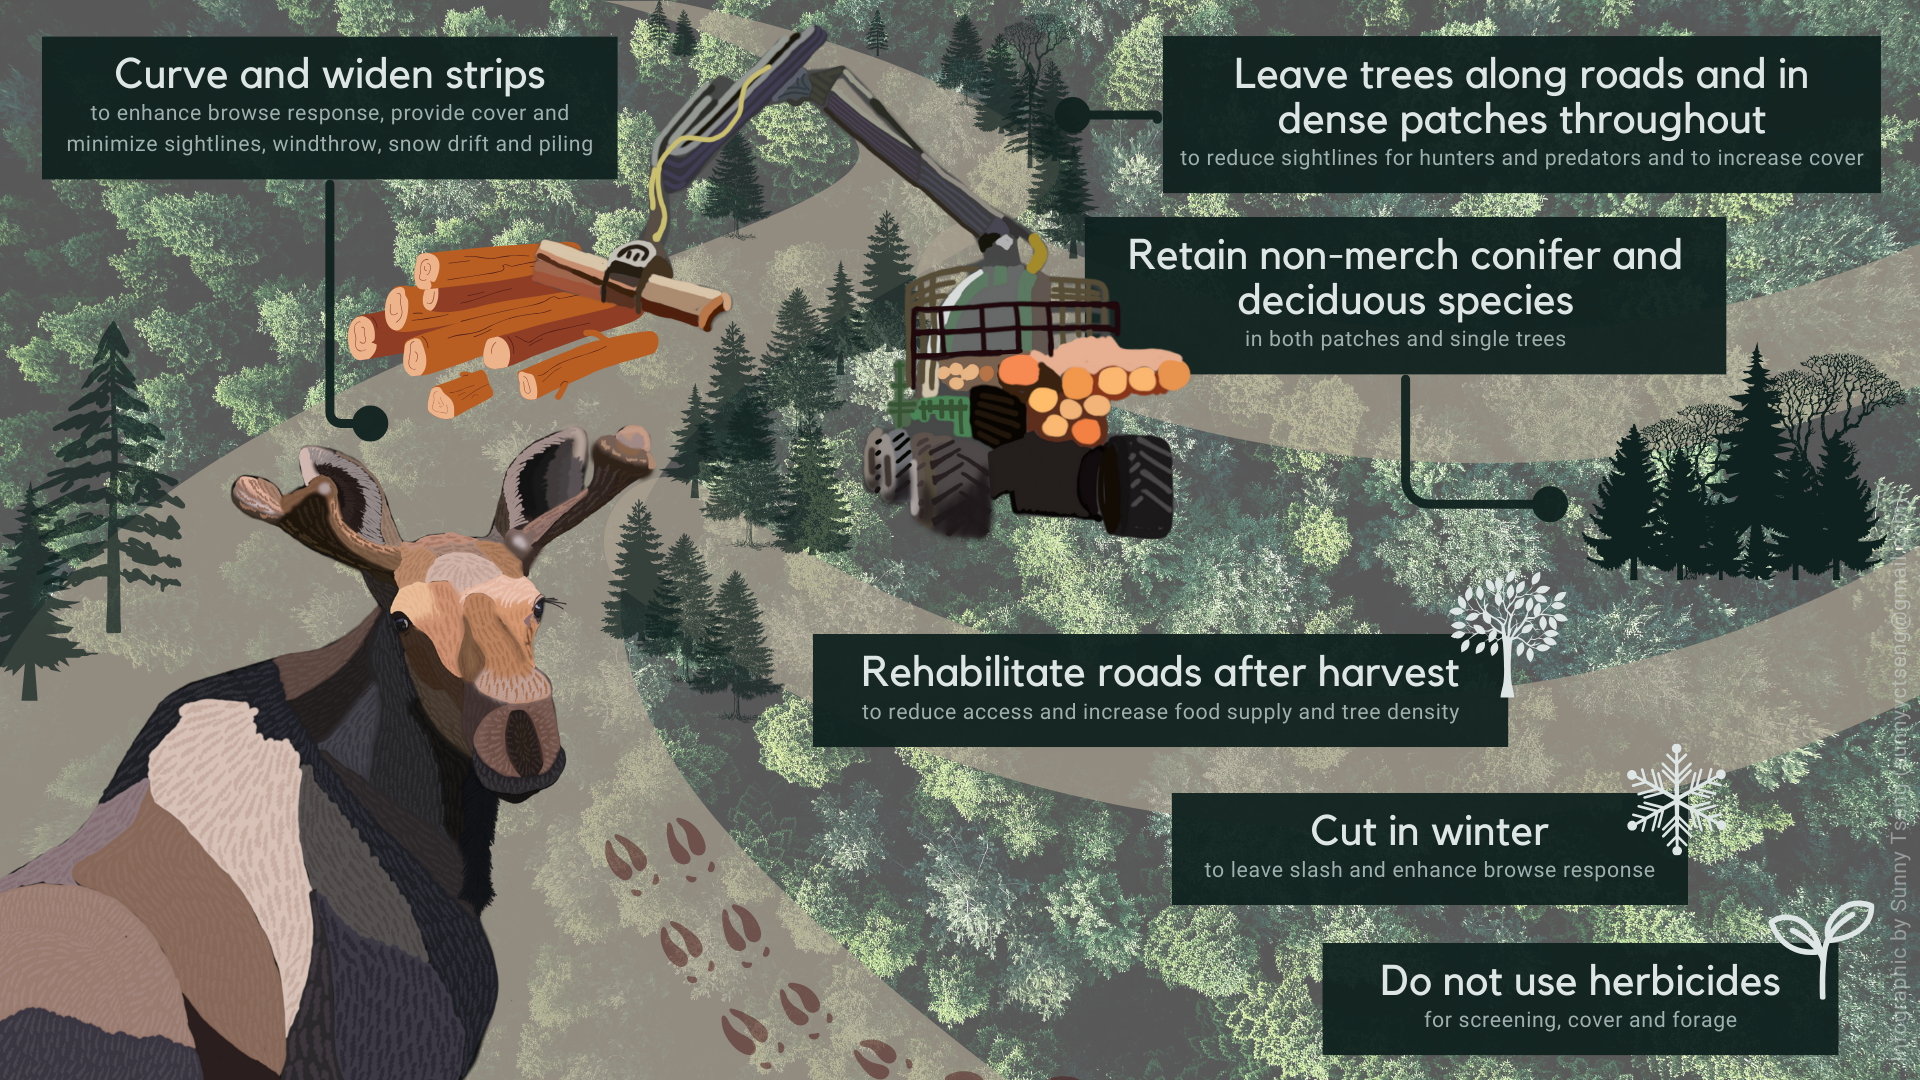 Curve and widen strips
to enhance browse response, provide cover and
minimize sightlines, windthrow, snow drift and piling
Leave trees along roads and in
dense patches throughout
to reduce sightlines for hunters and predators and to increase cover
Retain non-merch conifer and
deciduous species
in both patches and single trees
Rehabilitate roads after harvest
to reduce access and increase food supply and tree density
Cut in winter
to leave slash and enhance browse response
Do not use herbicides
for screening, cover and forage
Infographic by Sunny Tseng